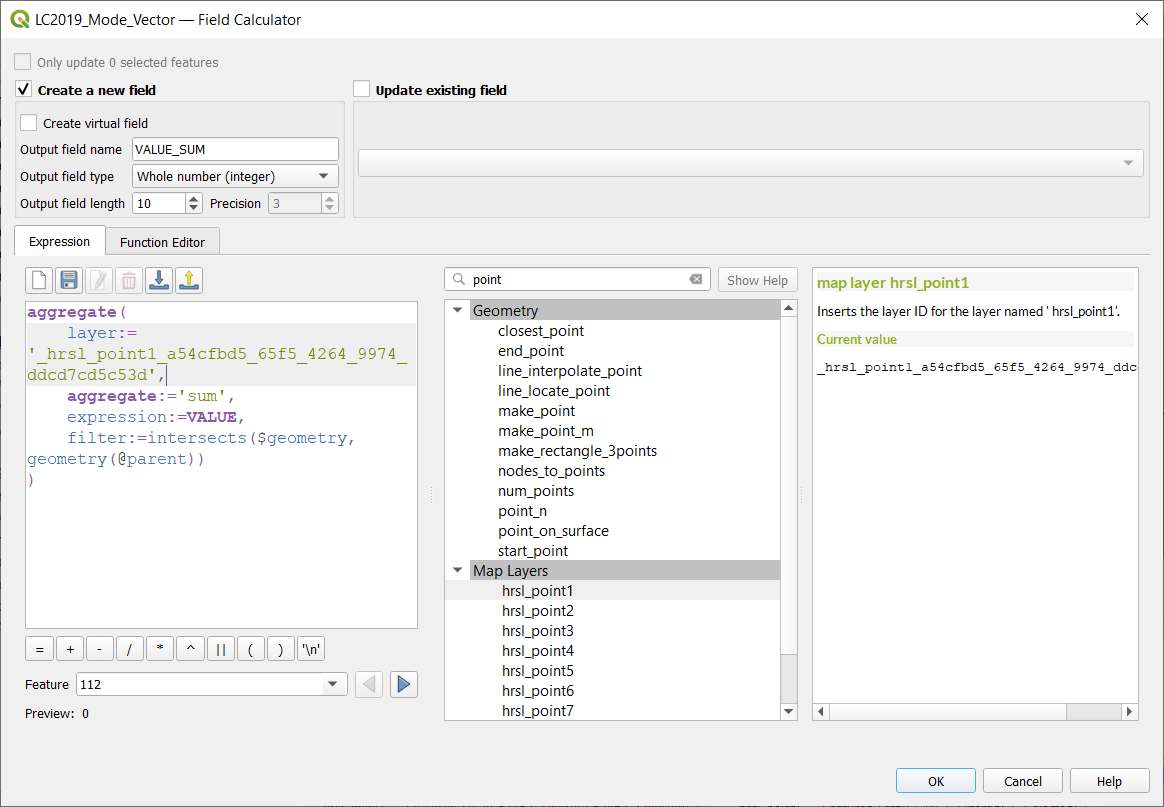 LC2019_Mode_Vector — Field Calculator
Only update 0 selected features
Create a new field
Update existing field
Create virtual field
Output field name VALUE_SUM
Output field type Whole number (integer)
Output field length 10 Precision 3
Expression Function Editor
aggregate(
layer:=
'_hrsl_point1_a54cfbd5_65f5_4264_9974_
ddcd7cd5c53d',
aggregate:='sum',
expression:=VALUE,
filter:=intersects($geometry,
geometry(@parent))
)
= + - / * ^ || ( ) '\n'
Feature 112
Preview: 0
point
Show Help
Geometry
closest_point
end_point
line_interpolate_point
line_locate_point
make_point
make_point_m
make_rectangle_3points
nodes_to_points
num_points
point_n
point_on_surface
start_point
Map Layers
hrsl_point1
hrsl_point2
hrsl_point3
hrsl_point4
hrsl_point5
hrsl_point6
hrsl_point7
map layer hrsl_point1
Inserts the layer ID for the layer named ' hrsl_point1'.
Current value
_hrsl_point1_a54cfbd5_65f5_4264_9974_ddc
OK Cancel Help